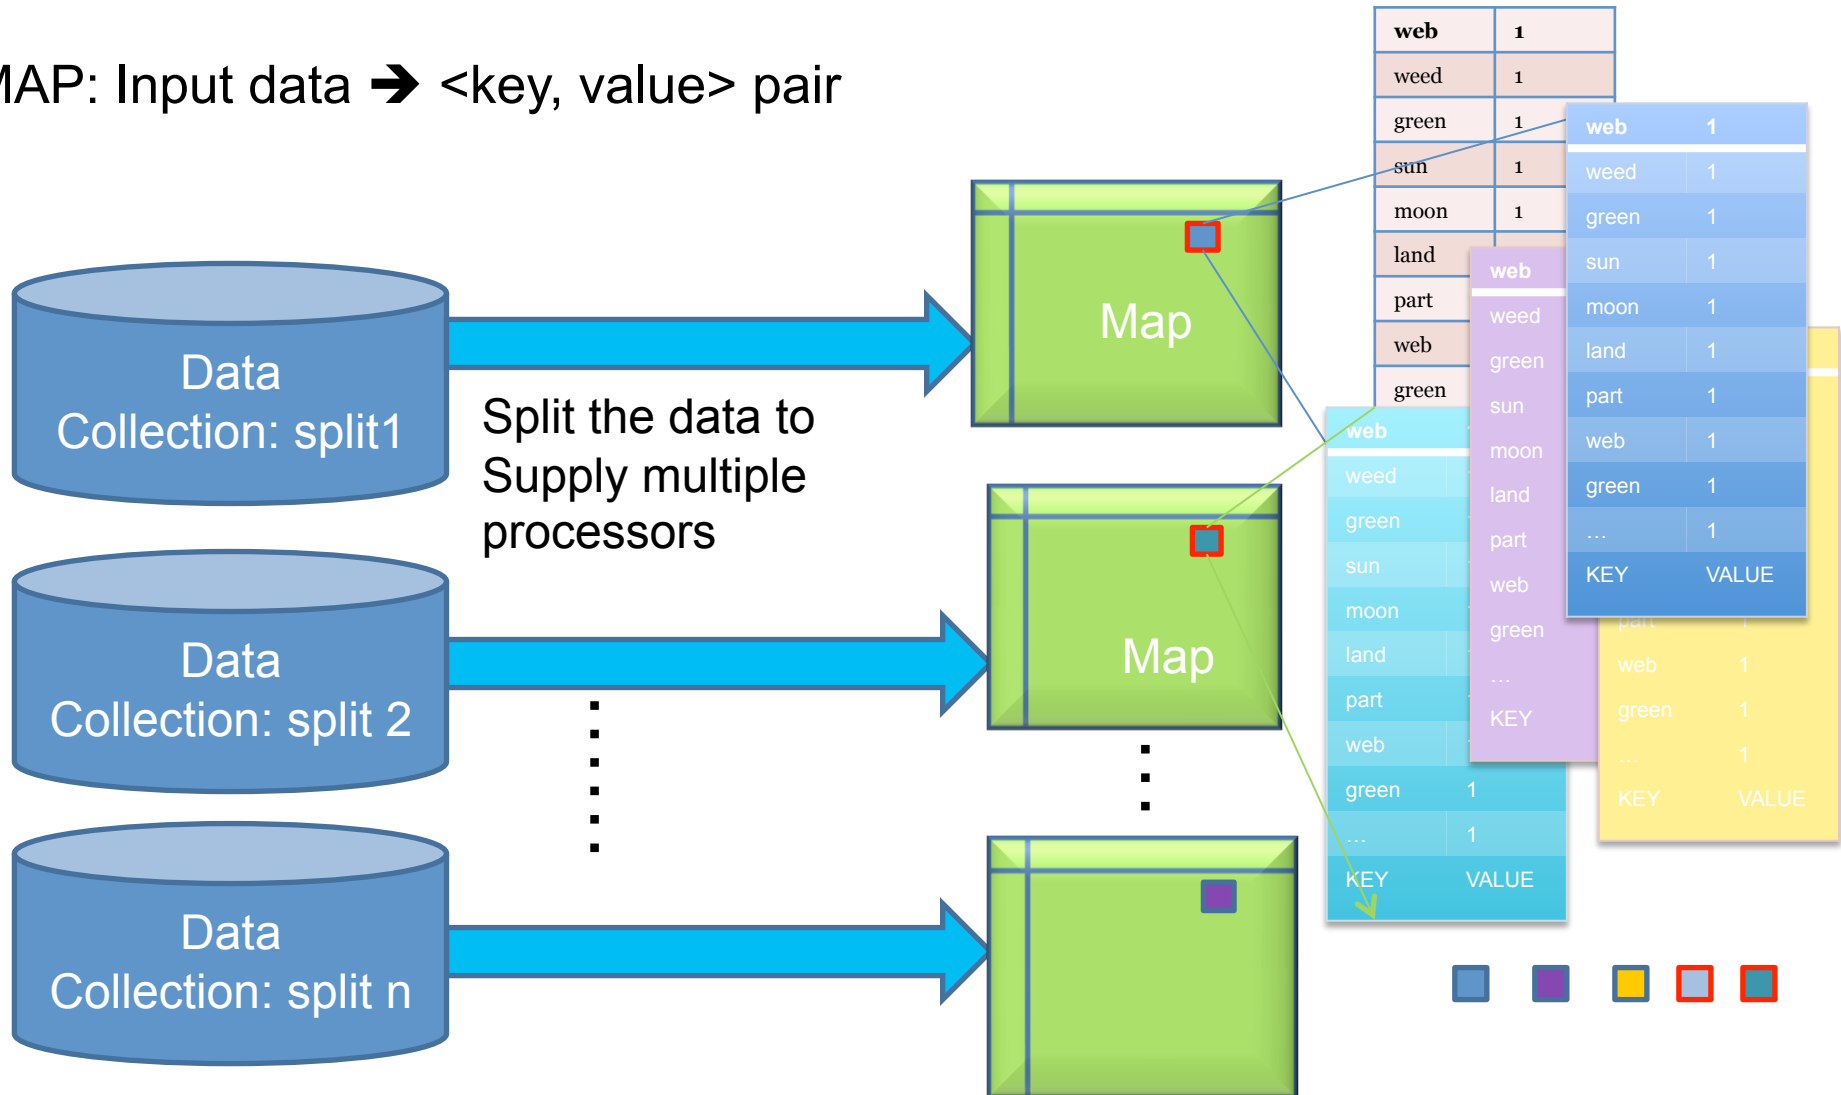 MAP: Input data ➔ <key, value> pair
Data
Collection: split1
Split the data to
Supply multiple
processors
Data
Collection: split 2
Data
Collection: split n
Map
Map
web 1
weed 1
green 1
sun 1
moon 1
land
part
web
green
web 1
weed 1
green 1
sun 1
moon 1
land 1
part 1
web 1
green 1
… 1
KEY VALUE
web
weed
green
sun
moon
land
part
web
green
…
KEY
web
weed
green
sun
moon
land
part
web
green 1
… 1
KEY VALUE
part 1
web 1
green 1
… 1
KEY VALUE